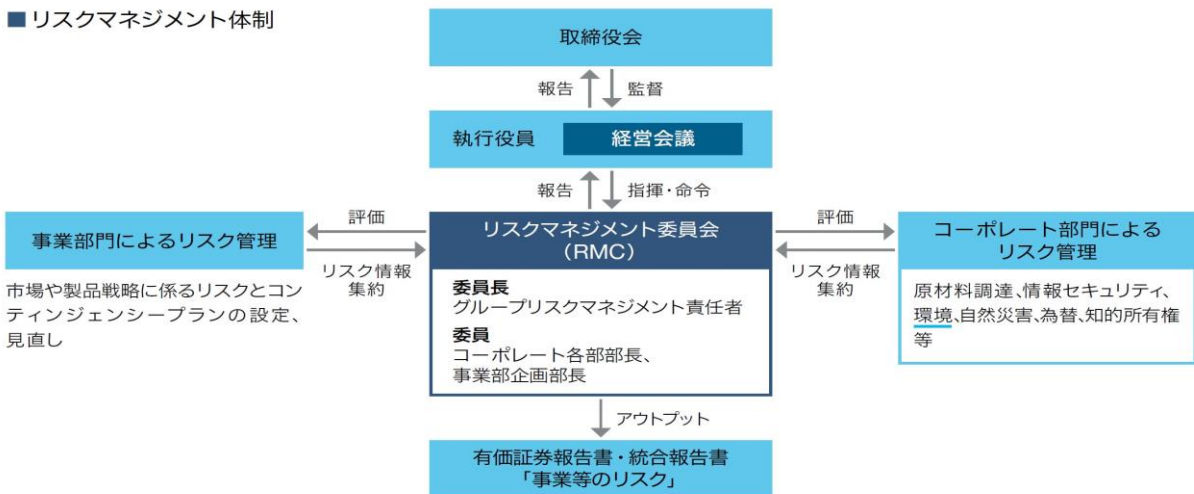 ■リスクマネジメント体制
取締役会
報告
監督
執行役員
経営会議
報告
指揮・命令
事業部門によるリスク管理
市場や製品戦略に係るリスクとコン
ティンジェンシープランの設定、
見直し
評価
リスク情報
集約
リスクマネジメント委員会
(RMC)
委員長
グループリスクマネジメント責任者
委員
コーポレート各部部長、
事業部企画部長
評価
リスク情報
集約
コーポレート部門による
リスク管理
原材料調達、情報セキュリティ、
環境、自然災害、為替、知的所有権
等
アウトプット
有価証券報告書・統合報告書
「事業等のリスク」